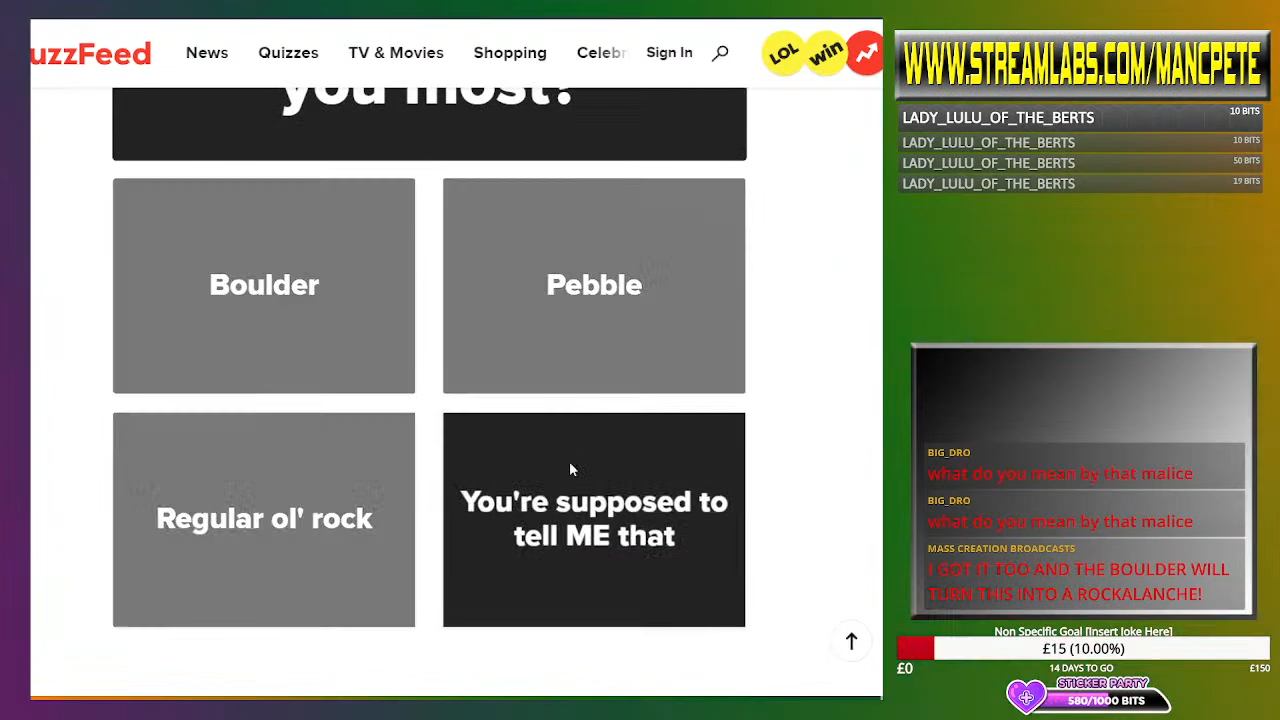 uzzFeed
News Quizzes TV & Movies Shopping Celebr Sign In
LOL win
you most?
Boulder
Pebble
Regular ol' rock
You're supposed to
tell ME that
WWW.STREAMLABS.COM/MANCPETE
LADY_LULU_OF_THE_BERTS 10 BITS
LADY_LULU_OF_THE_BERTS 10 BITS
LADY_LULU_OF_THE_BERTS 50 BITS
LADY_LULU_OF_THE_BERTS 19 BITS
BIG_DRO
what do you mean by that malice
BIG_DRO
what do you mean by that malice
MASS CREATION BROADCASTS
I GOT IT TOO AND THE BOULDER WILL
TURN THIS INTO A ROCKALANCHE!
Non Specific Goal [Insert Joke Here]
£15 (10.00%)
£0 14 DAYS TO GO £150
STICKER PARTY
580/1000 BITS